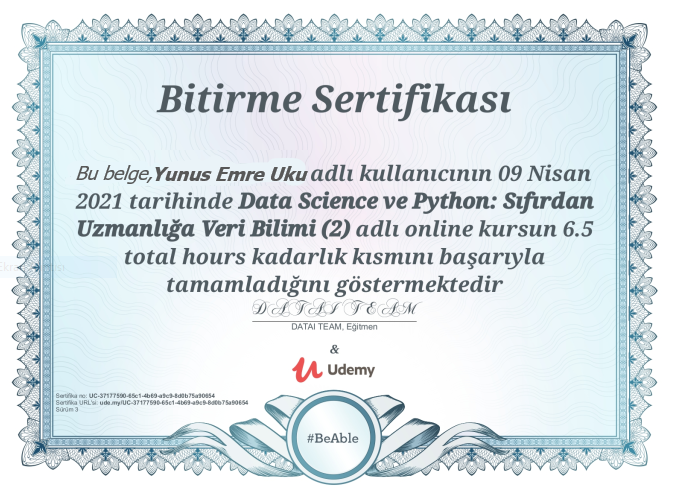 Bitirme Sertifikası
Bu belge,Yunus Emre Uku adlı kullanıcının 09 Nisan
2021 tarihinde Data Science ve Python: Sıfırdan
Uzmanlığa Veri Bilimi (2) adlı online kursun 6.5
total hours kadarlık kısmını başarıyla
tamamladığını göstermektedir
DATAI TEAM
DATAI TEAM, Eğitmen
&
Udemy
Sertifika no: UC-37177590-65c1-4b69-a9c9-8d0b75a90654
Sertifika URL'si: ude.my/UC-37177590-65c1-4b69-a9c9-8d0b75a90654
Sürüm 3
#BeAble